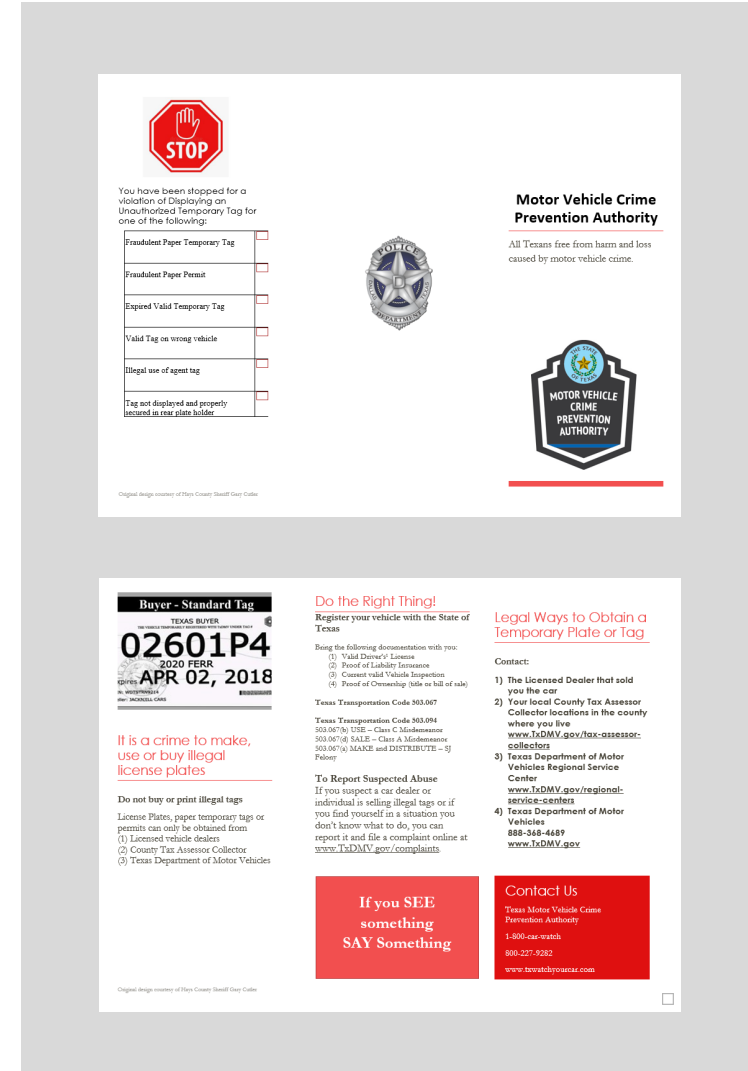 STOP
You have been stopped for a
violation of Displaying an
Unauthorized Temporary Tag for
one of the following:
Fraudulent Paper Temporary Tag
Fraudulent Paper Permit
Expired Valid Temporary Tag
Valid Tag on wrong vehicle
Illegal use of agent tag
Tag not displayed and properly
secured in rear plate holder
Original design courtesy of Hays County Sheriff Gary Cutler
POLICE
DALLAS
D
TEXAS
DEPARTMENT
Motor Vehicle Crime
Prevention Authority
All Texans free from harm and loss
caused by motor vehicle crime.
THE STATE
OF TEXAS
MOTOR VEHICLE
CRIME
PREVENTION
AUTHORITY
Buyer - Standard Tag
TEXAS BUYER
THE VEHICLE TEMPORARILY REGISTERED WITH TxDMV UNDER TAG#
02601P4
2020 FERR
xpires APR 02, 2018
ler: JACKNILL CARS
It is a crime to make,
use or buy illegal
license plates
Do not buy or print illegal tags
License Plates, paper temporary tags or
permits can only be obtained from
(1) Licensed vehicle dealers
(2) County Tax Assessor Collector
(3) Texas Department of Motor Vehicles
Original design courtesy of Hays County Sheriff Gary Cutler
Do the Right Thing!
Register your vehicle with the State of
Texas
Bring the following documentation with you:
(1) Valid Driver's License
(2) Proof of Liability Insurance
(3) Current valid Vehicle Inspection
(4) Proof of Ownership (title or bill of sale)
Texas Transportation Code 503.067
Texas Transportation Code 503.094
503.067(b) USE – Class C Misdemeanor
503.067(d) SALE – Class A Misdemeanor
503.067(a) MAKE and DISTRIBUTE – SJ
Felony
To Report Suspected Abuse
If you suspect a car dealer or
individual is selling illegal tags or if
you find yourself in a situation you
don't know what to do, you can
report it and file a complaint online at
www.TxDMV.gov/complaints.
If you SEE
something
SAY Something
Legal Ways to Obtain a
Temporary Plate or Tag
Contact:
1) The Licensed Dealer that sold
you the car
2) Your local County Tax Assessor
Collector locations in the county
where you live
www.TxDMV.gov/tax-assessor-
collectors
3) Texas Department of Motor
Vehicles Regional Service
Center
www.TxDMV.gov/regional-
service-centers
4) Texas Department of Motor
Vehicles
888-368-4689
www.TxDMV.gov
Contact Us
Texas Motor Vehicle Crime
Prevention Authority
1-800-car-watch
800-227-9282
www.txwatchyourcar.com